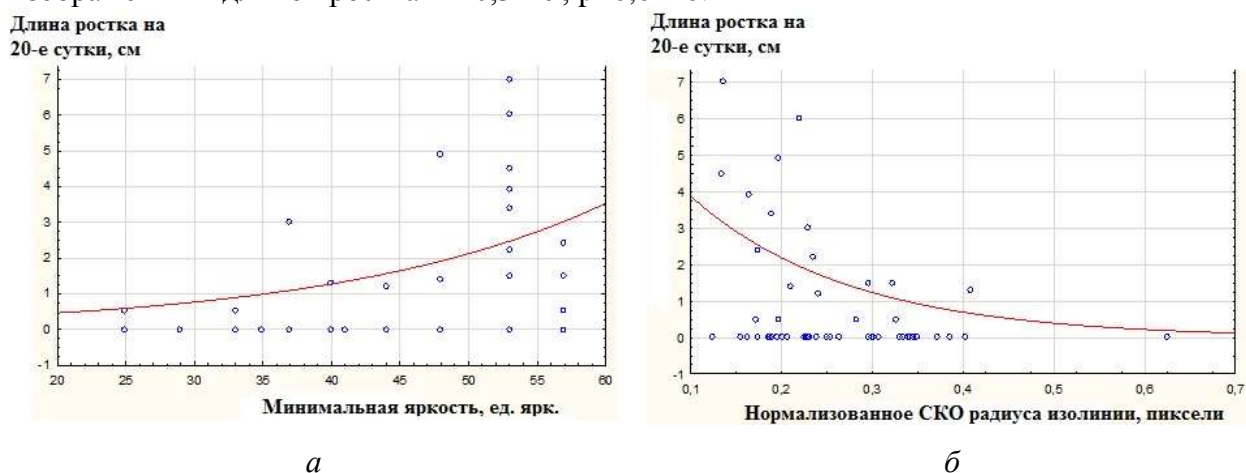 Длина ростка на
20-е сутки, см
7
6
5
4
3
2
1
0
-1
20 25 30 35 40 45 50 55 60
Минимальная яркость, ед. ярк.
а
Длина ростка на
20-е сутки, см
7
6
5
4
3
2
1
0
-1
0,1 0,2 0,3 0,4 0,5 0,6 0,7
Нормализованное СКО радиуса изолинии, пиксели
б